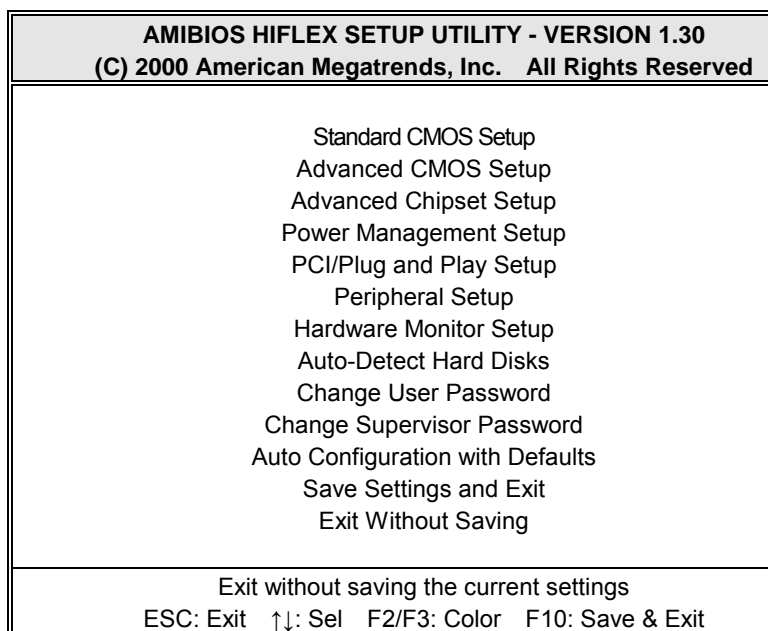 AMIBIOS HIFLEX SETUP UTILITY - VERSION 1.30
(C) 2000 American Megatrends, Inc. All Rights Reserved
Standard CMOS Setup
Advanced CMOS Setup
Advanced Chipset Setup
Power Management Setup
PCI/Plug and Play Setup
Peripheral Setup
Hardware Monitor Setup
Auto-Detect Hard Disks
Change User Password
Change Supervisor Password
Auto Configuration with Defaults
Save Settings and Exit
Exit Without Saving
Exit without saving the current settings
ESC: Exit ↑↓: Sel F2/F3: Color F10: Save & Exit